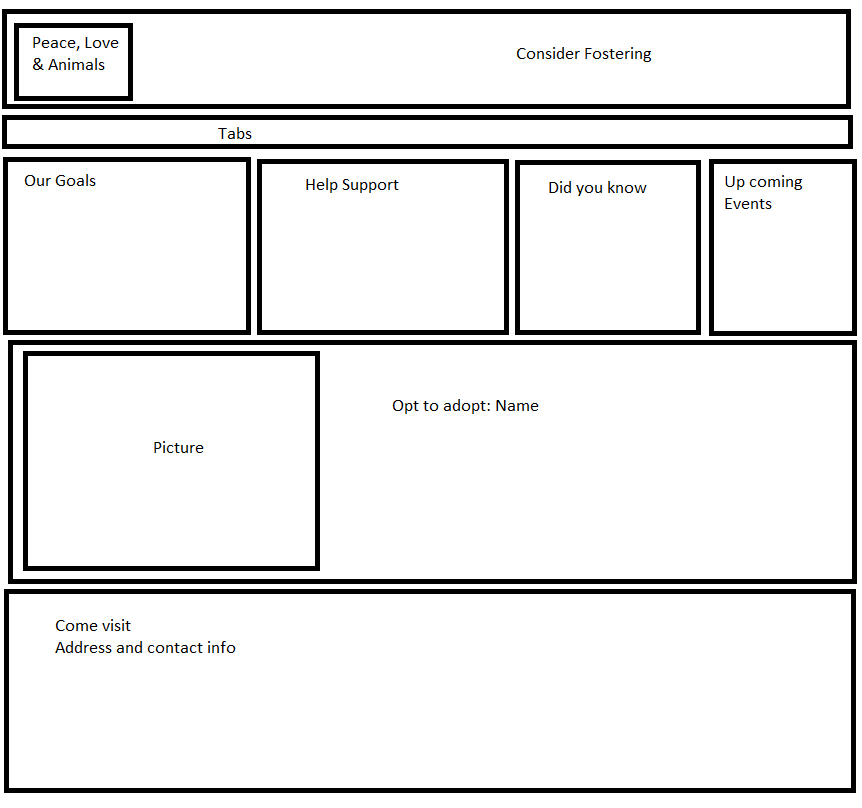 Peace, Love
& Animals
Consider Fostering
Tabs
Our Goals
Help Support
Did you know
Up coming
Events
Picture
Opt to adopt: Name
Come visit
Address and contact info